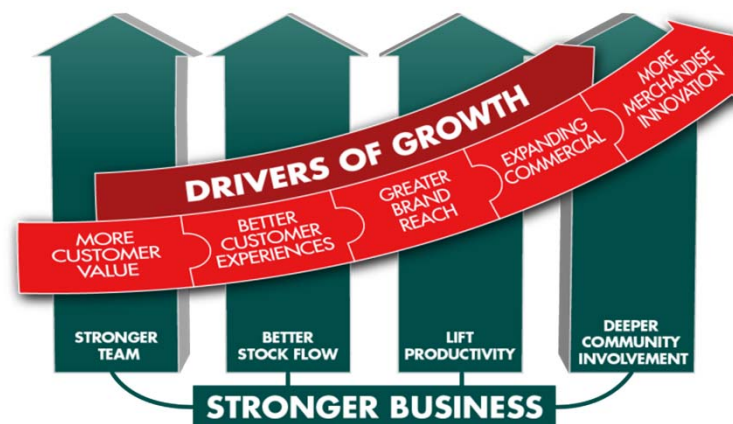 DRIVERS OF GROWTH
MORE
CUSTOMER
VALUE
BETTER
CUSTOMER
EXPERIENCES
GREATER
BRAND
REACH
EXPANDING
COMMERCIAL
MORE
MERCHANDISE
INNOVATION
STRONGER
TEAM
BETTER
STOCK FLOW
LIFT
PRODUCTIVITY
DEEPER
COMMUNITY
INVOLVEMENT
STRONGER BUSINESS